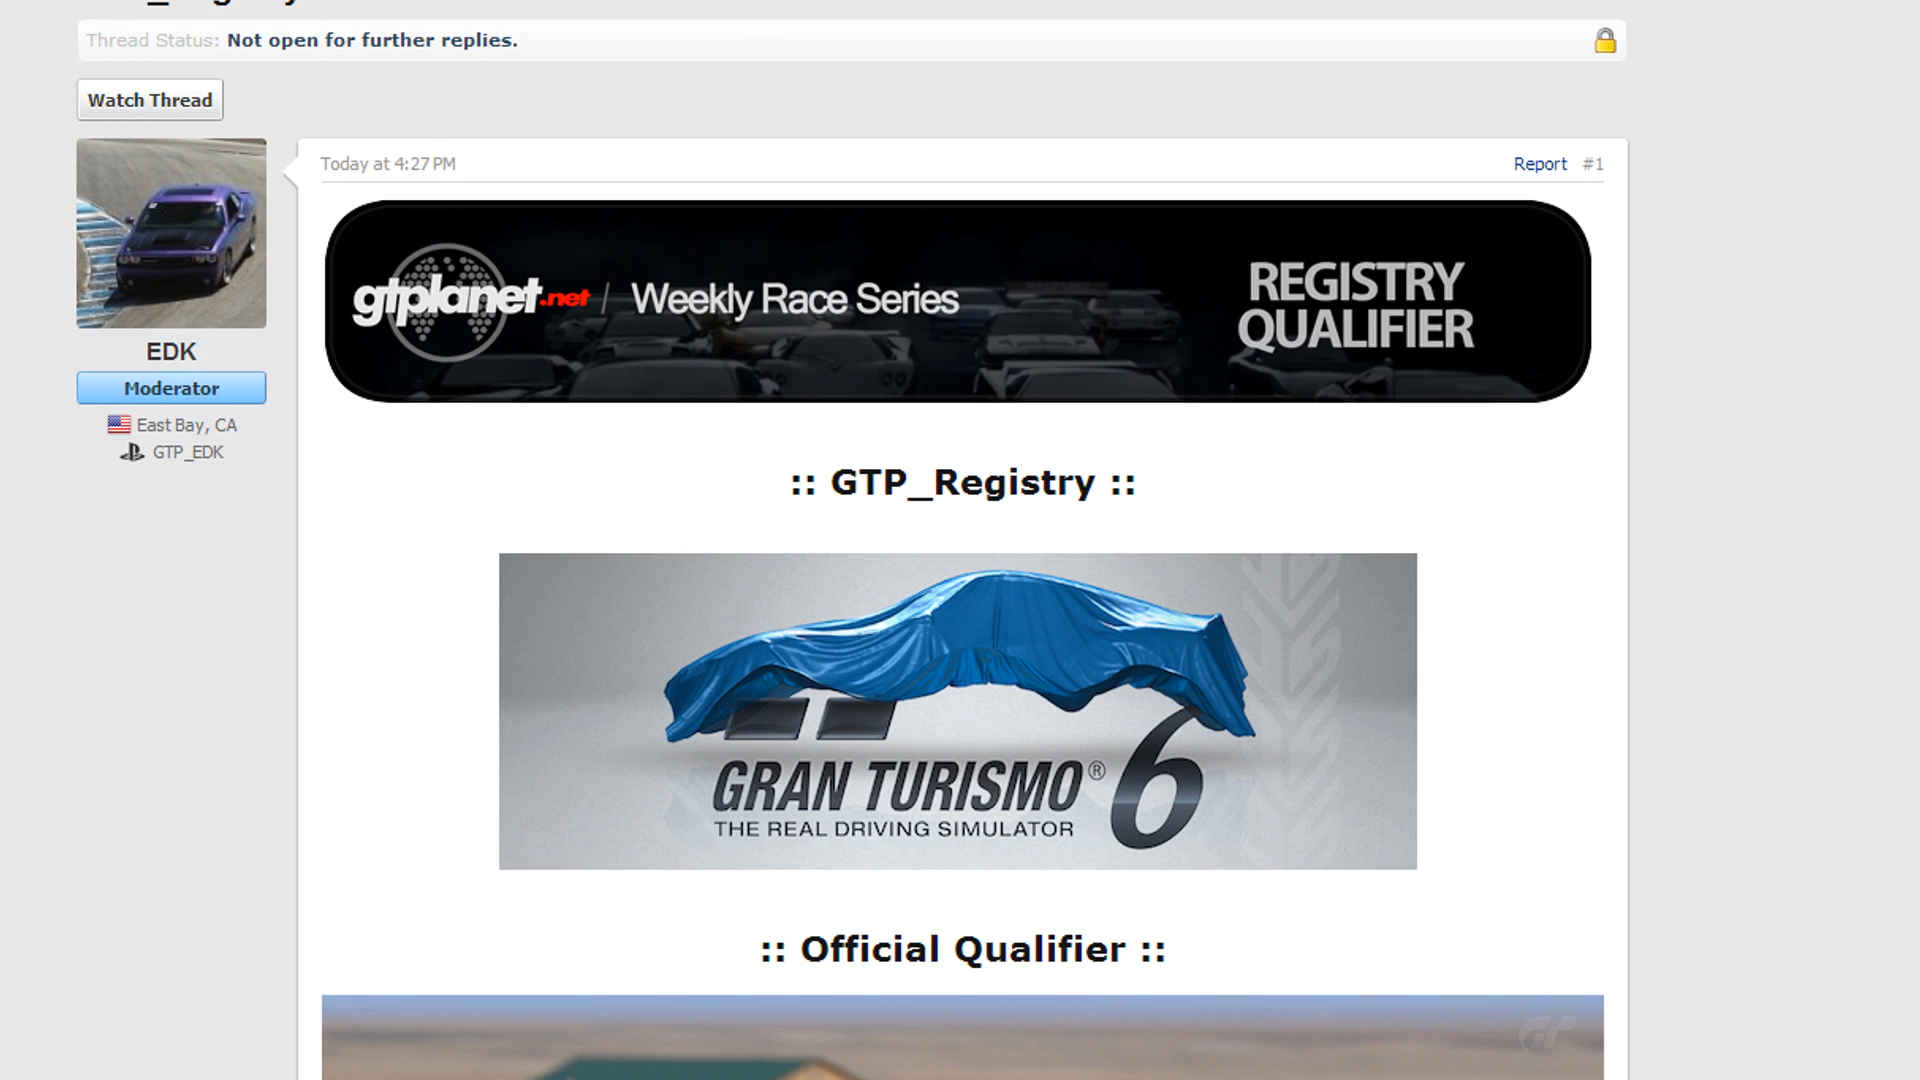 Thread Status: Not open for further replies.
Watch Thread
Today at 4:27 PM
Report #1
gtplanet.net / Weekly Race Series
REGISTRY
QUALIFIER
EDK
Moderator
East Bay, CA
GTP_EDK
:: GTP_Registry ::
GRAN TURISMO® 6
THE REAL DRIVING SIMULATOR
:: Official Qualifier ::